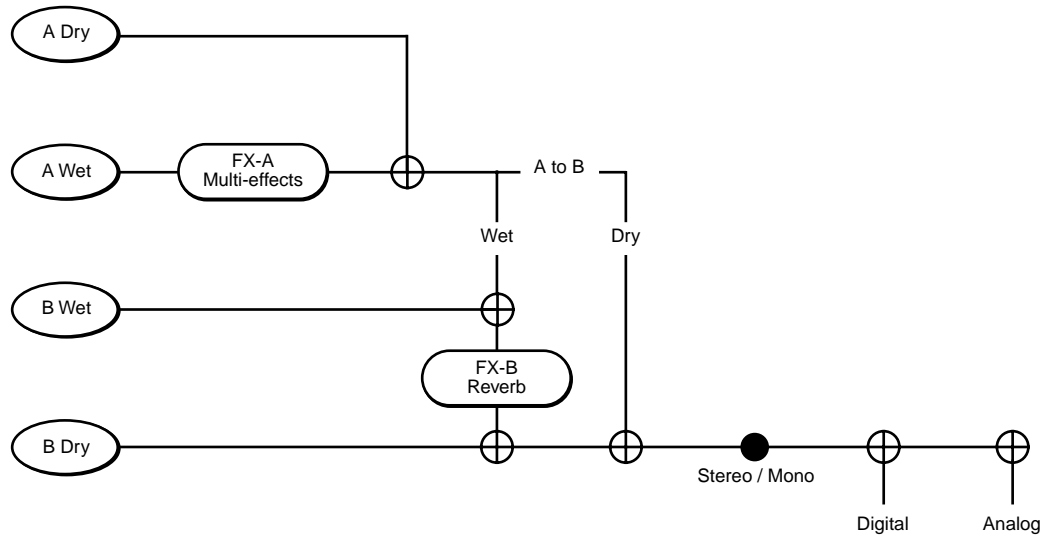 A Dry
A Wet
FX-A
Multi-effects
A to B
Wet
Dry
B Wet
FX-B
Reverb
B Dry
Stereo / Mono
Digital
Analog